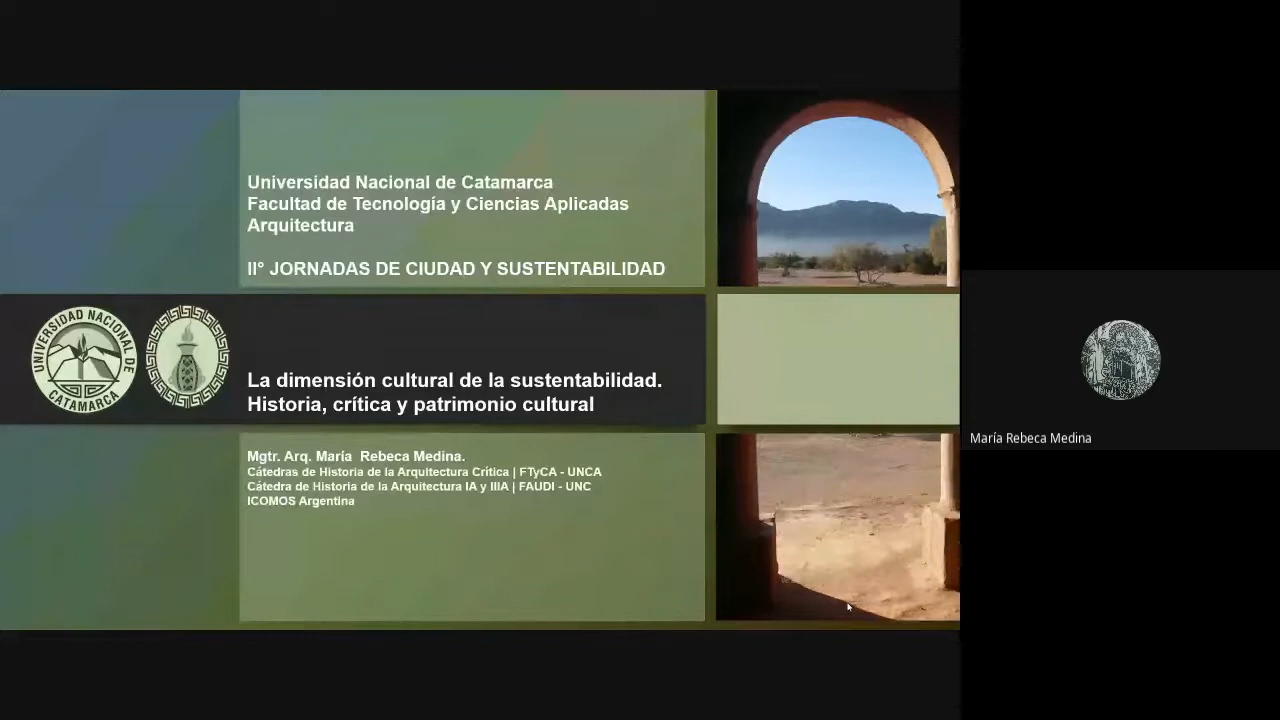 Universidad Nacional de Catamarca
Facultad de Tecnología y Ciencias Aplicadas
Arquitectura
II° JORNADAS DE CIUDAD Y SUSTENTABILIDAD
UNIVERSIDAD NACIONAL DE
CATAMARCA
La dimensión cultural de la sustentabilidad.
Historia, crítica y patrimonio cultural
María Rebeca Medina
Mgtr. Arq. María  Rebeca Medina.
Cátedras de Historia de la Arquitectura Crítica | FTyCA - UNCA
Cátedra de Historia de la Arquitectura IA y IIIA | FAUDI - UNC
ICOMOS Argentina